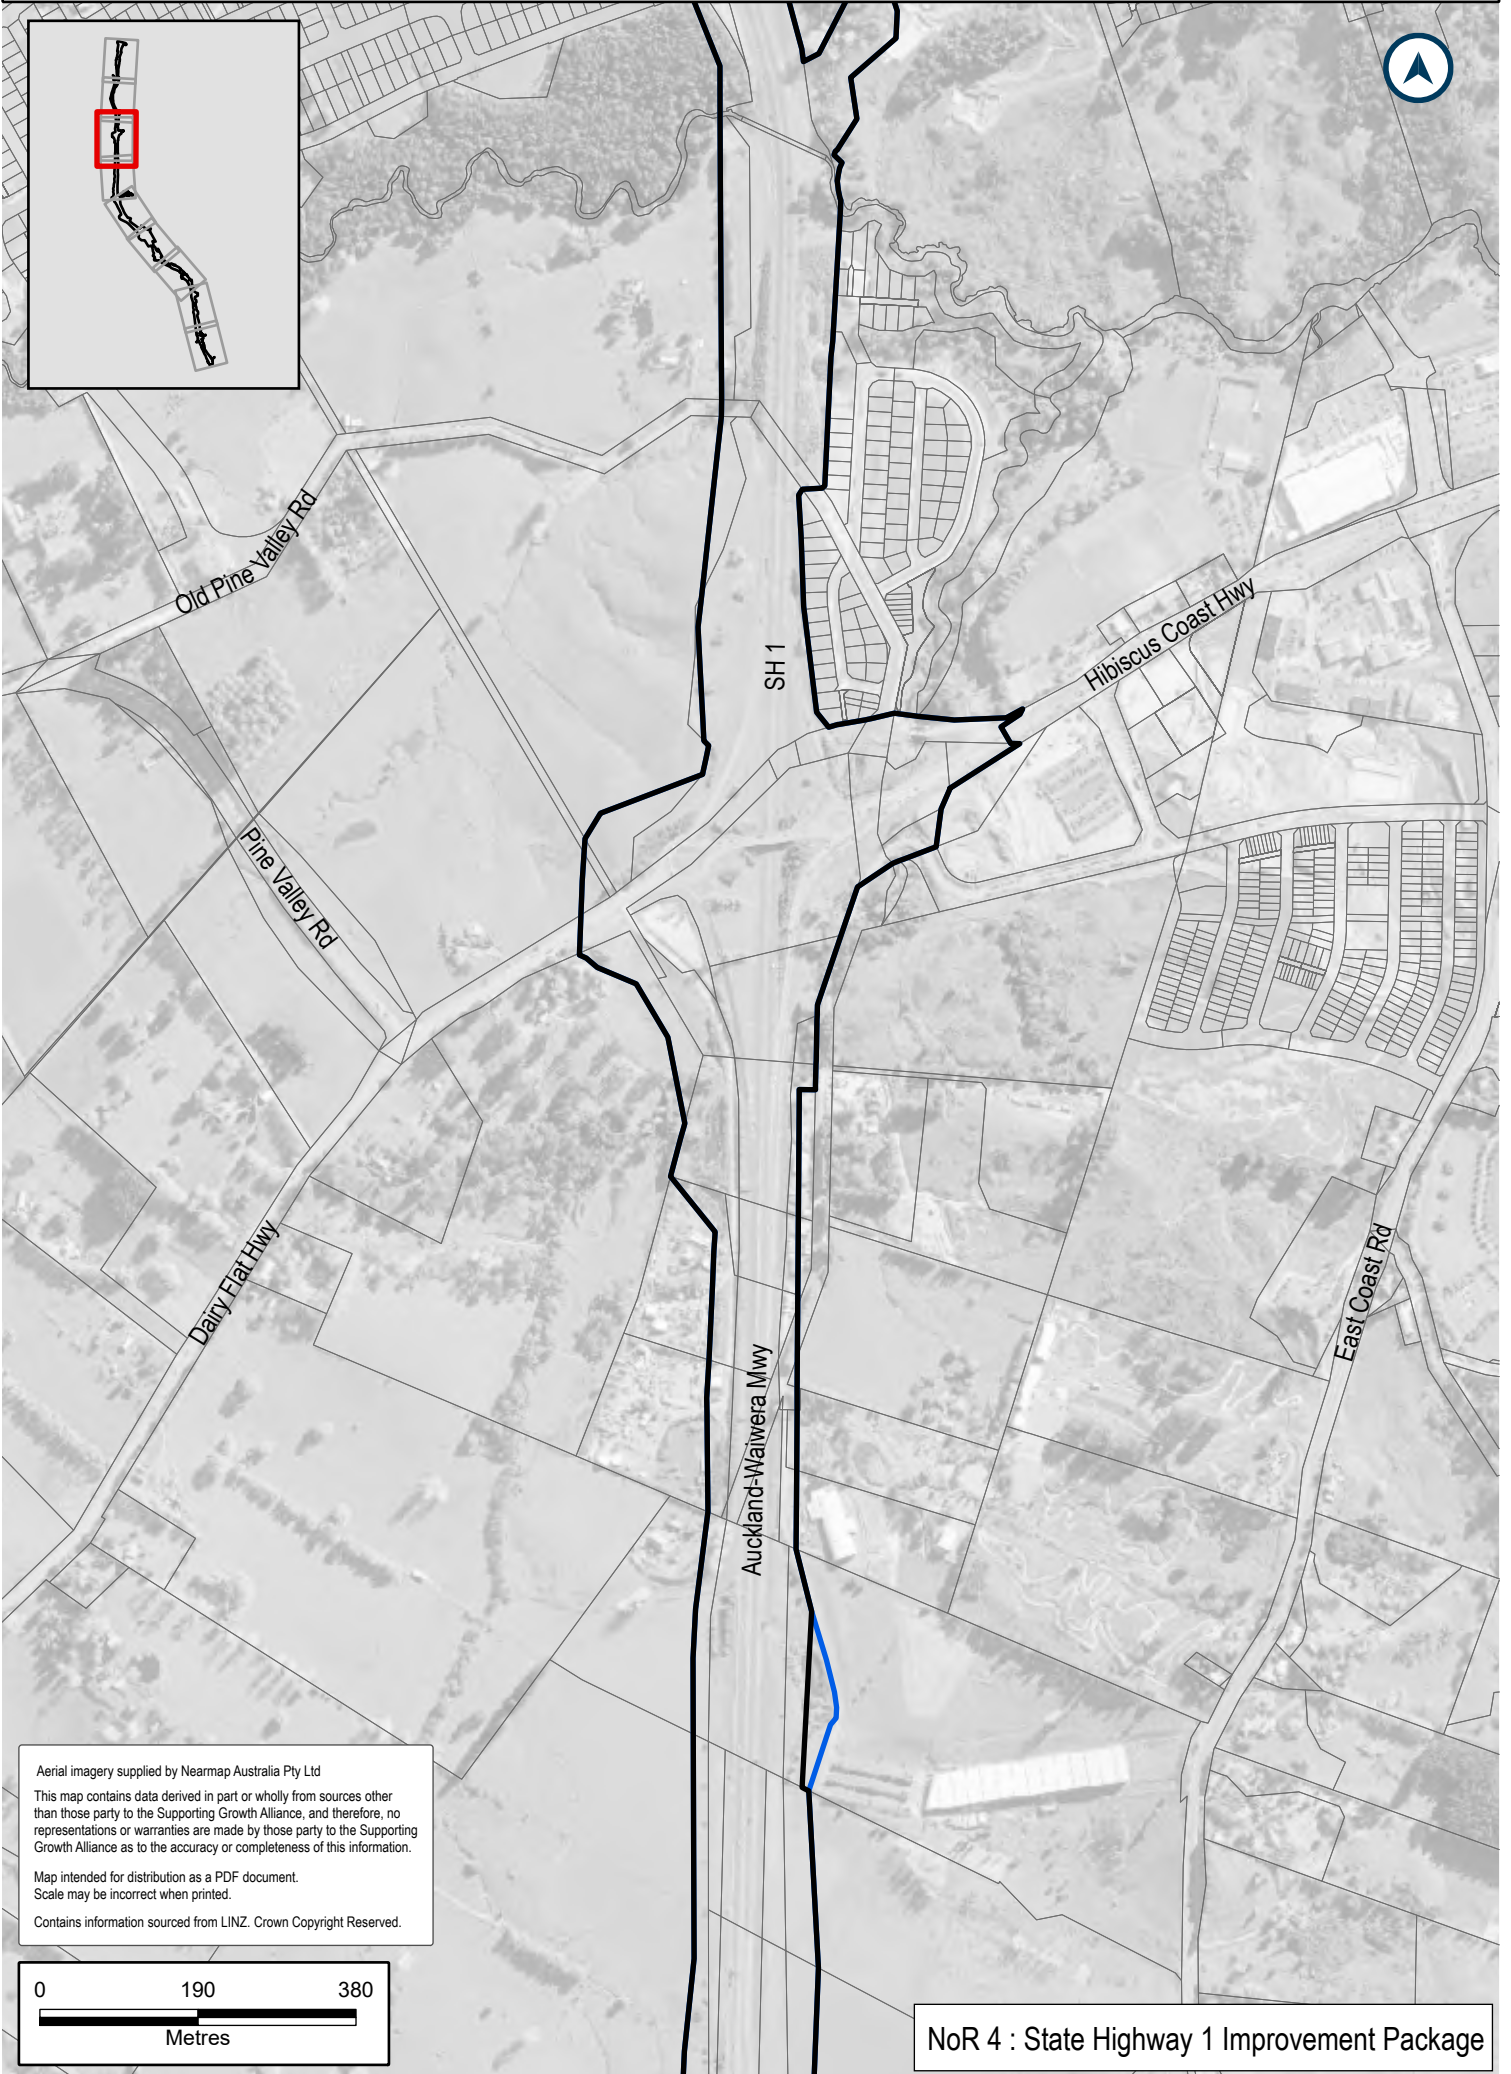 Old Pine Valley Rd
SH 1
Hibiscus Coast Hwy
Pine Valley Rd
Dairy Flat Hwy
East Coast Rd
Auckland-Waiwera Mwy
Aerial imagery supplied by Nearmap Australia Pty Ltd
This map contains data derived in part or wholly from sources other
than those party to the Supporting Growth Alliance, and therefore, no
representations or warranties are made by those party to the Supporting
Growth Alliance as to the accuracy or completeness of this information.
Map intended for distribution as a PDF document.
Scale may be incorrect when printed.
Contains information sourced from LINZ. Crown Copyright Reserved.
0 190 380
Metres
NoR 4 : State Highway 1 Improvement Package